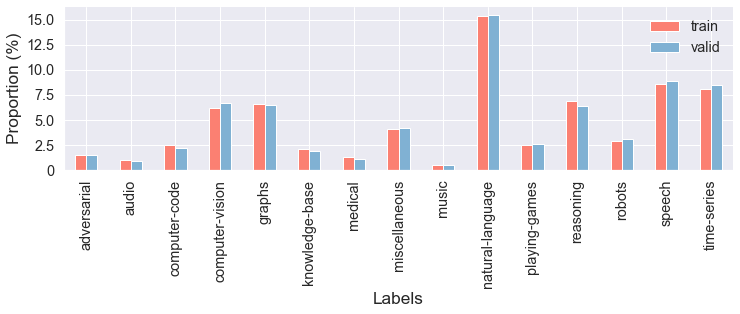 Proportion (%)
15.0
12.5
10.0
7.5
5.0
2.5
0
train
valid
adversarial
audio
computer-code
computer-vision
graphs
knowledge-base
medical
miscellaneous
music
natural-language
playing-games
reasoning
robots
speech
time-series
Labels